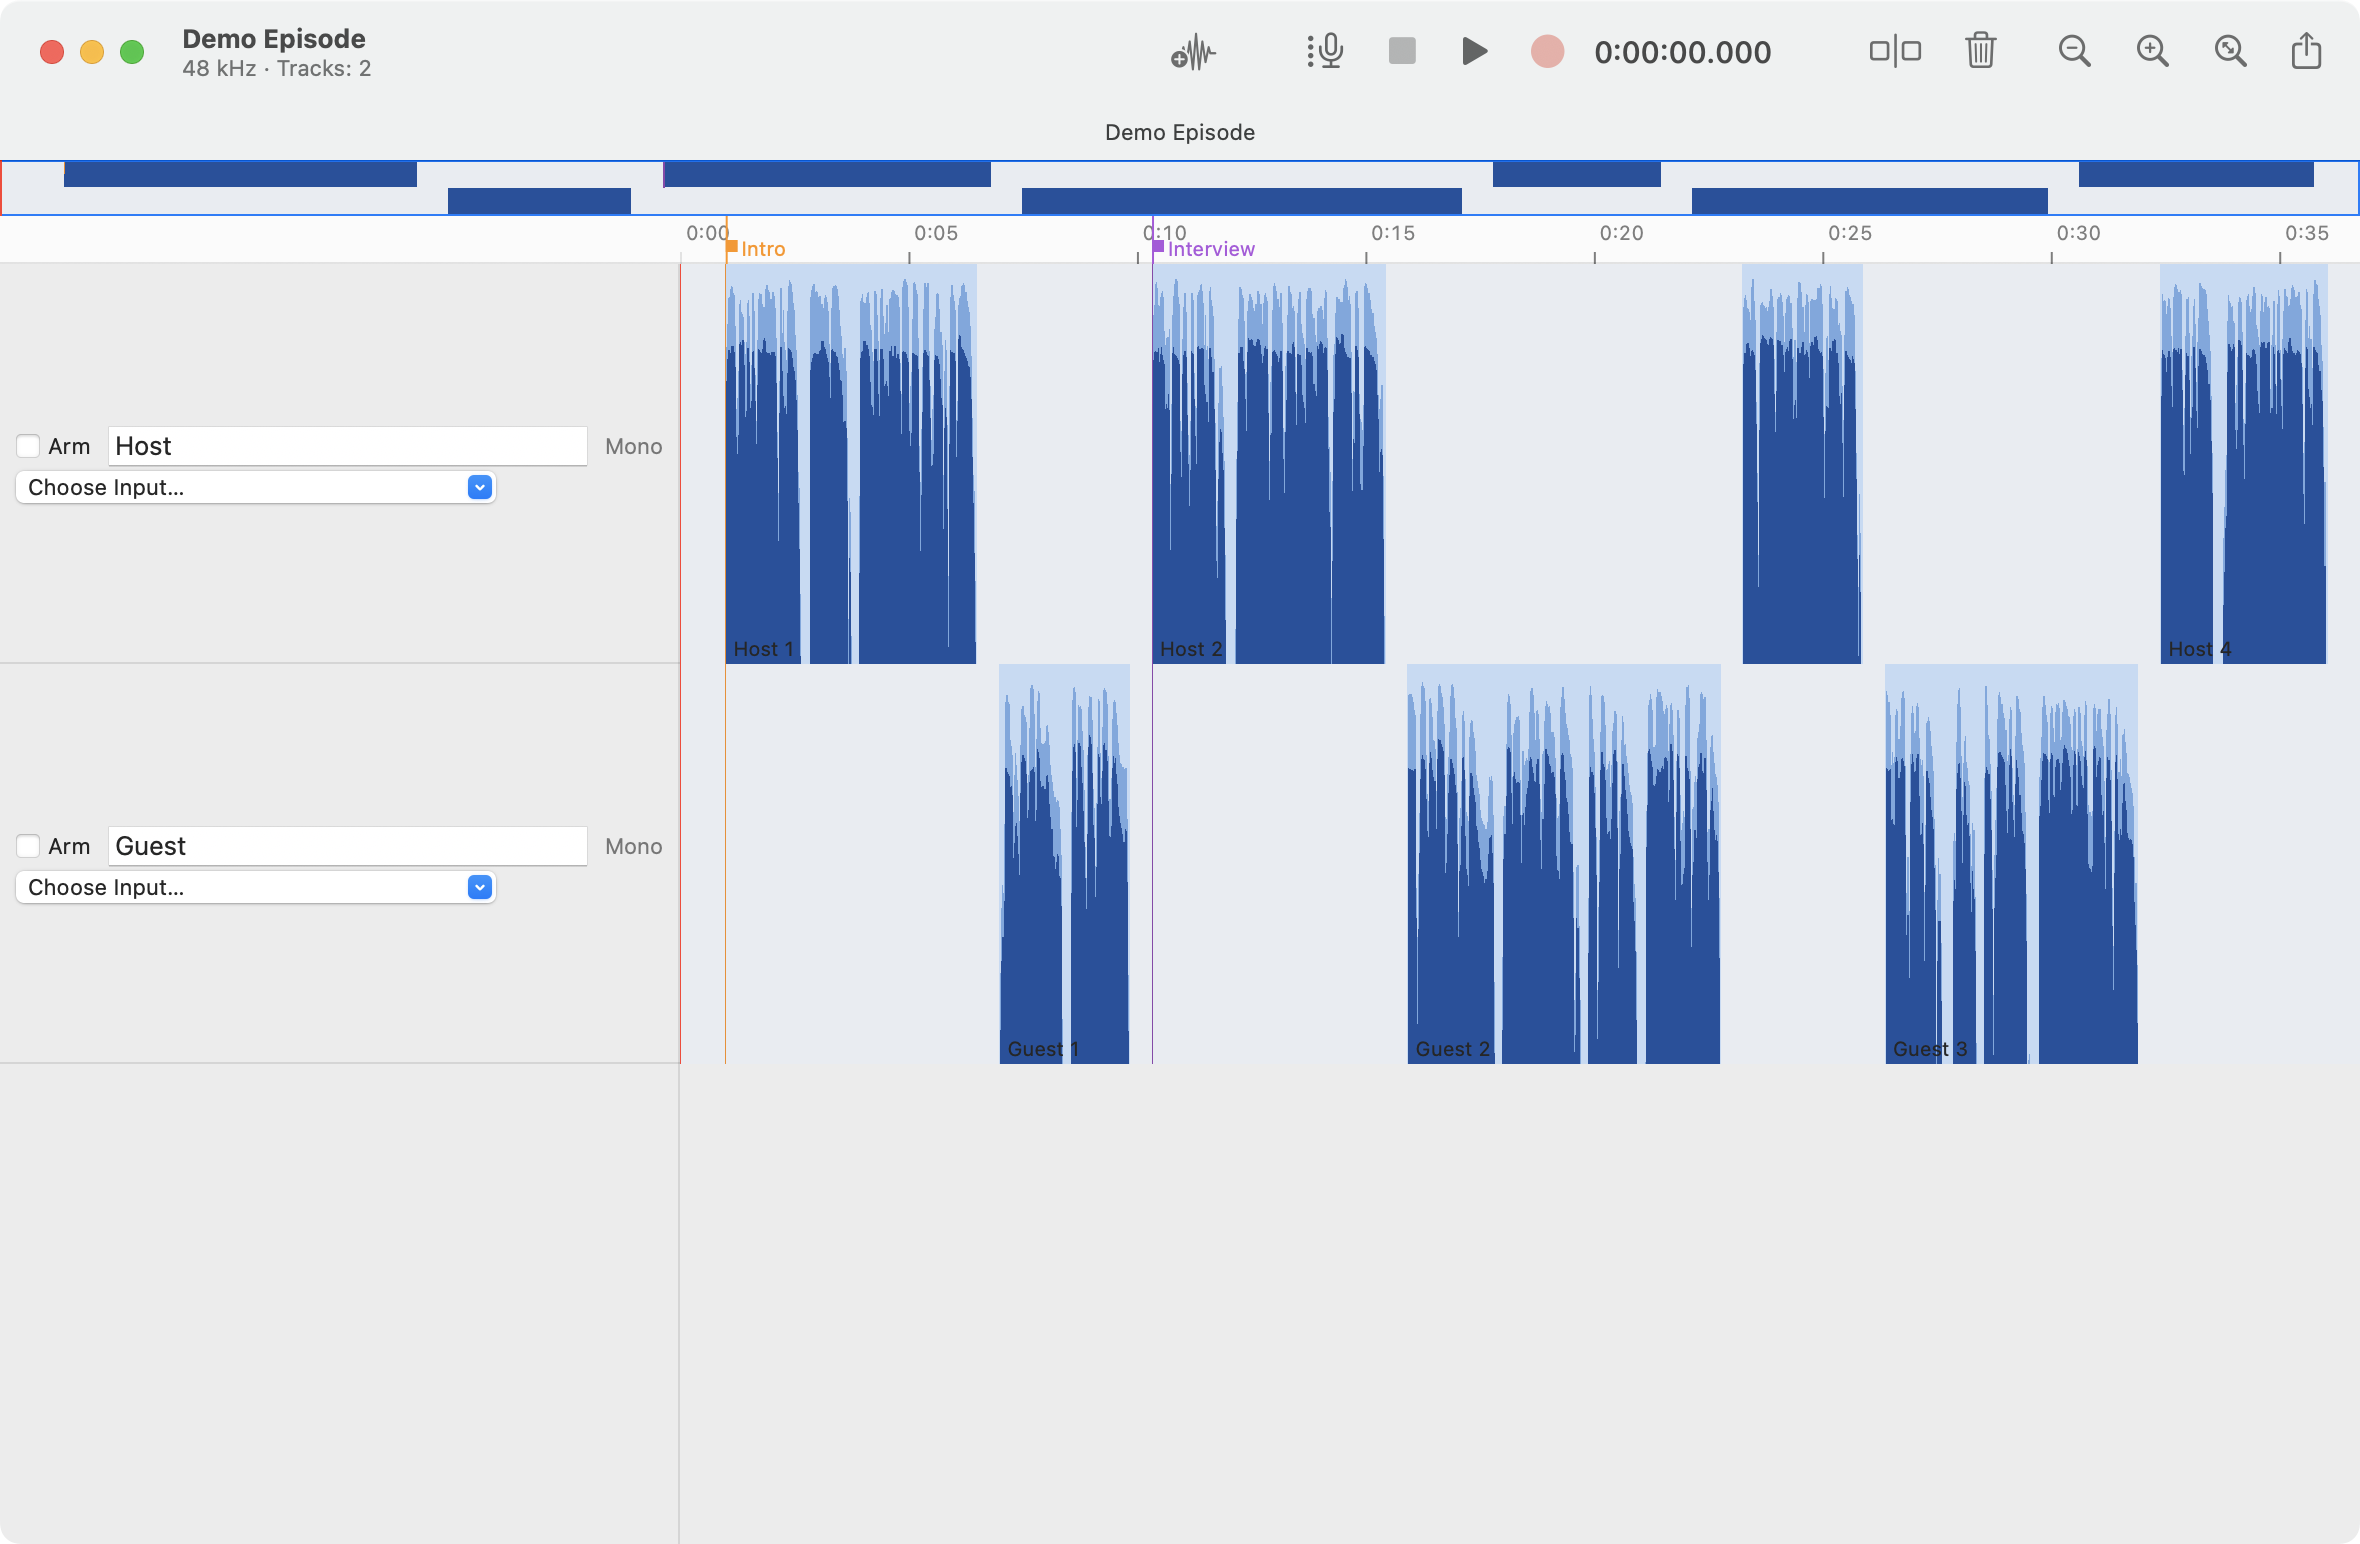 Demo Episode
48 kHz · Tracks: 2
0:00:00.000
Demo Episode
0:00 0:05 0:10 0:15 0:20 0:25 0:30 0:35
Intro Interview
Arm Host Mono
Choose Input...
Host 1 Host 2 Host 4
Arm Guest Mono
Choose Input...
Guest 1 Guest 2 Guest 3